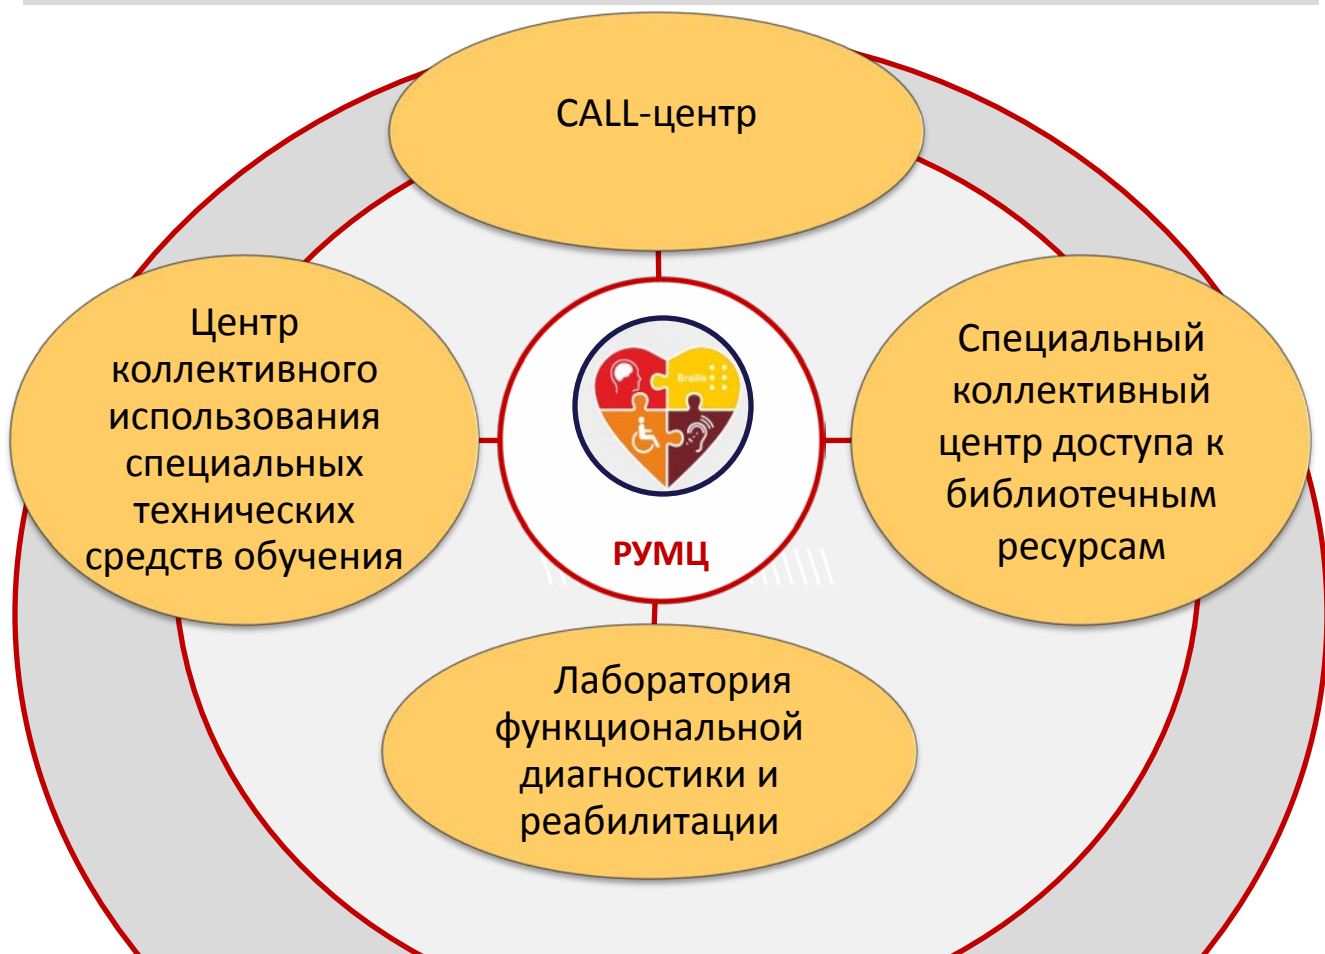 CALL-центр
Центр
коллективного
использования
специальных
технических
средств обучения
Braille
РУМЦ
Специальный
коллективный
центр доступа к
библиотечным
ресурсам
Лаборатория
функциональной
диагностики и
реабилитации